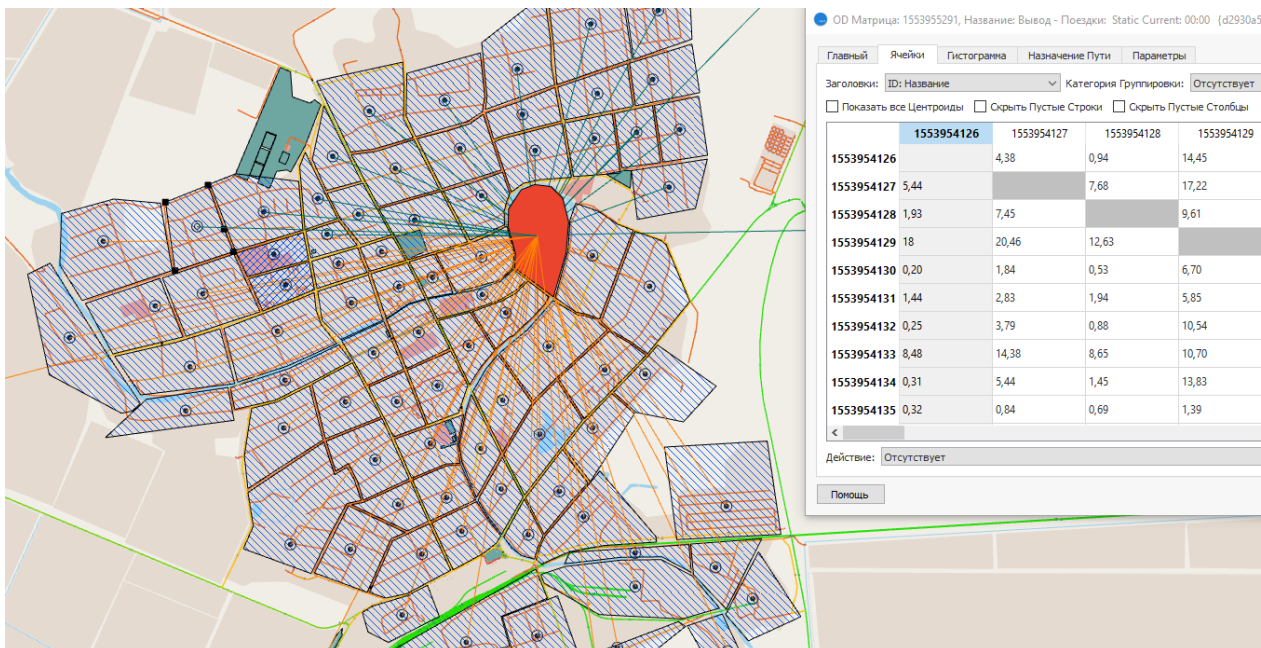 OD Матрица: 1553955291, Название: Вывод - Поездки: Static Current: 00:00 {d2930a5
Главный Ячейки Гистограмма Назначение Пути Параметры
Заголовки: ID: Название Категория Группировки: Отсутствует
Показать все Центроиды Скрыть Пустые Строки Скрыть Пустые Столбцы
1553954126 1553954127 1553954128 1553954129
1553954126 4,38 0,94 14,45
1553954127 5,44 7,68 17,22
1553954128 1,93 7,45 9,61
1553954129 18 20,46 12,63
1553954130 0,20 1,84 0,53 6,70
1553954131 1,44 2,83 1,94 5,85
1553954132 0,25 3,79 0,88 10,54
1553954133 8,48 14,38 8,65 10,70
1553954134 0,31 5,44 1,45 13,83
1553954135 0,32 0,84 0,69 1,39
Действие: Отсутствует
Помощь